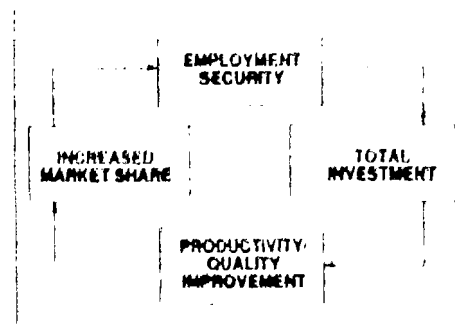 EMPLOYMENT
SECURITY
INCREASED
MARKET SHARE
TOTAL
INVESTMENT
PRODUCTIVITY/
QUALITY
IMPROVEMENT